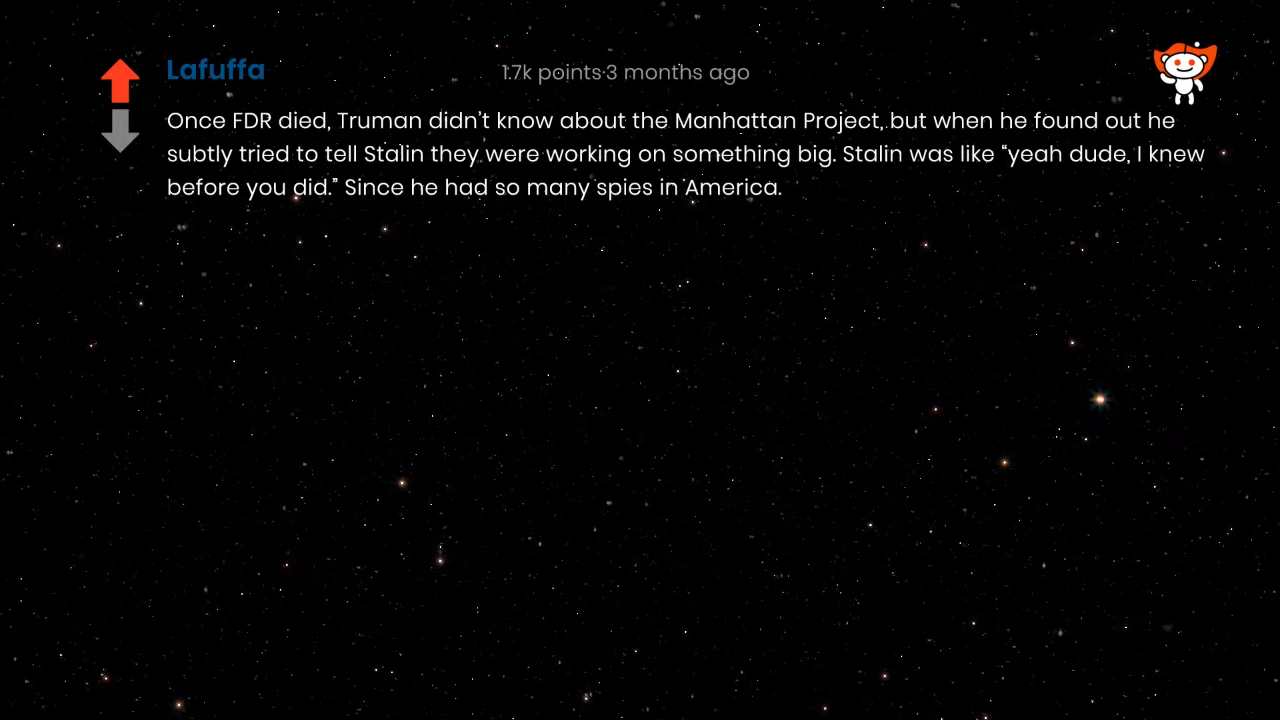 Lafuffa 1.7k points·3 months ago
Once FDR died, Truman didn't know about the Manhattan Project, but when he found out he
subtly tried to tell Stalin they were working on something big. Stalin was like “yeah dude, I knew
before you did.” Since he had so many spies in America.